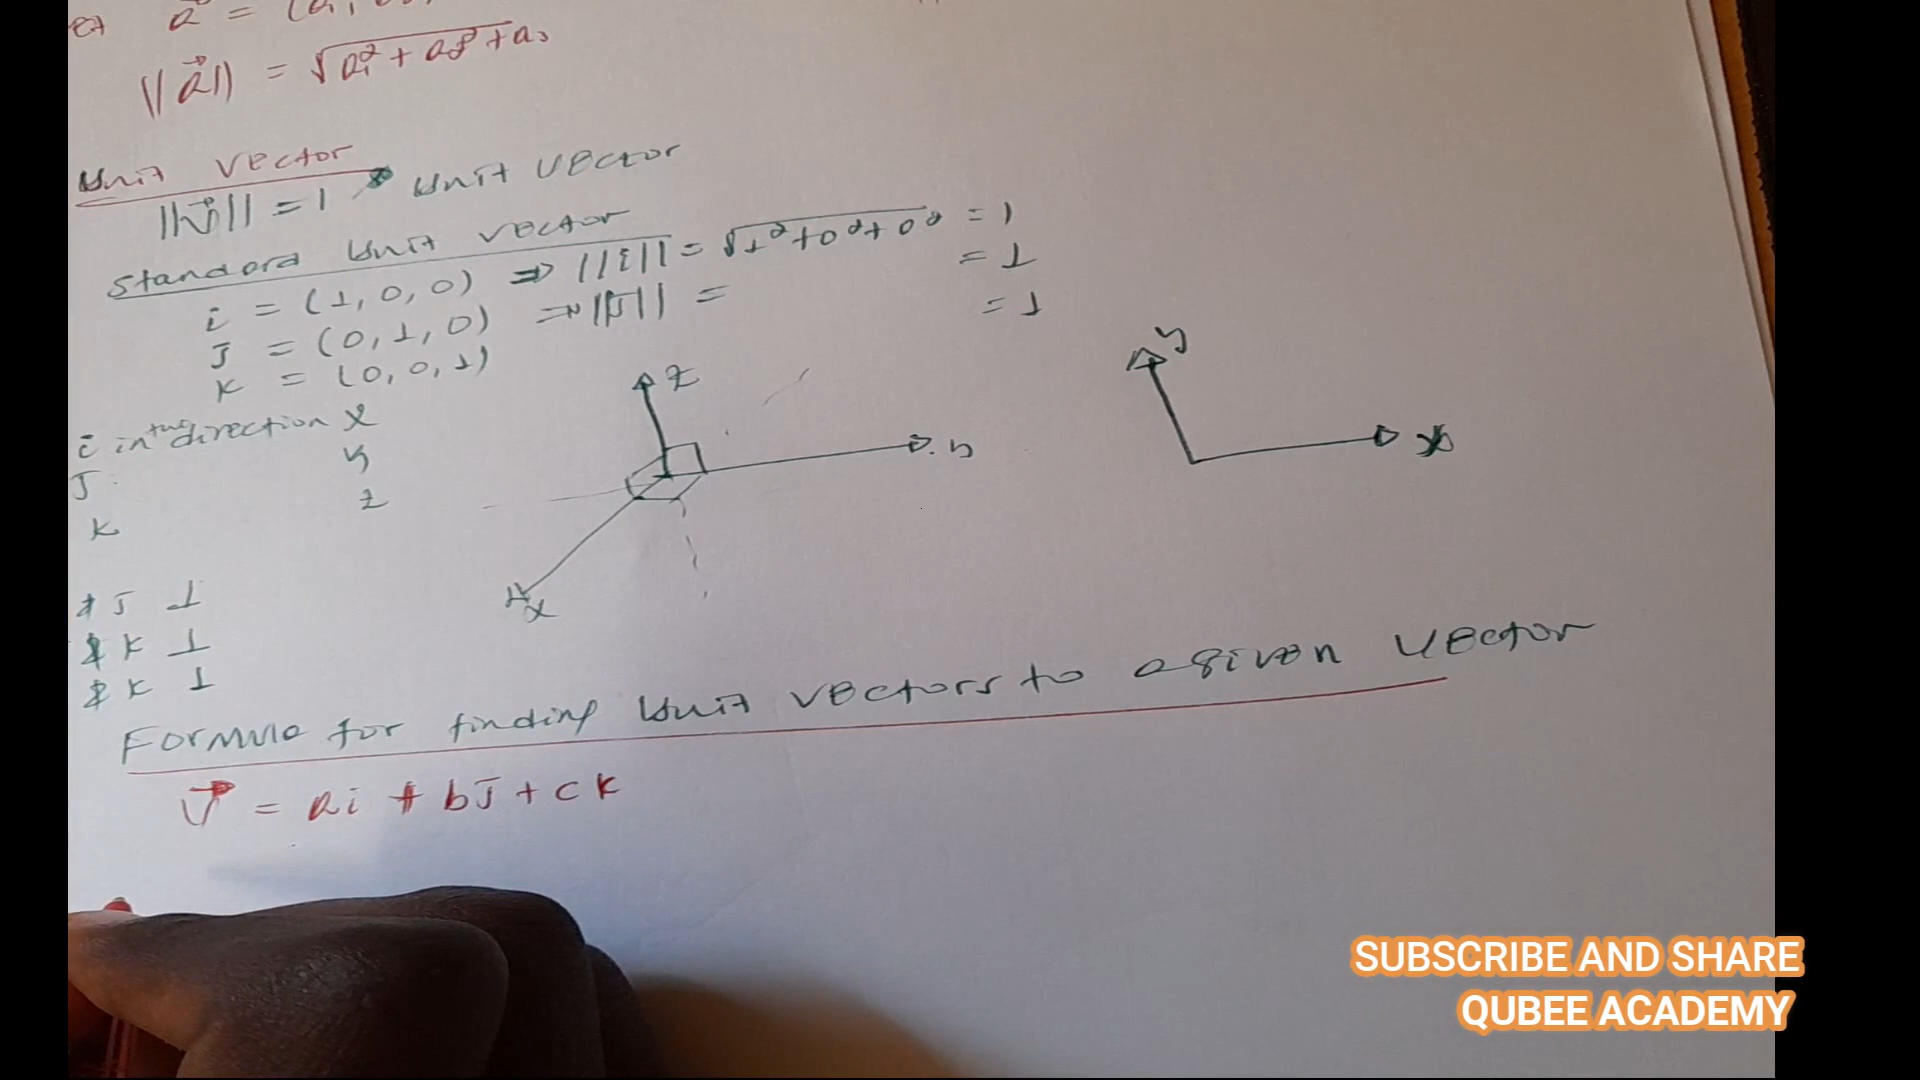 a⃗ = (a₁,
||a⃗|| = √a₁² + a₂² + a₃
Unit Vector
||v⃗|| = 1 → Unit Vector
Standard Unit Vector
i = (1, 0, 0) ⇒ ||i|| = √1² + 0² + 0² = 1
J = (0, 1, 0) ⇒ ||J|| = = 1
K = (0, 0, 1) = 1
i in the direction x
J y
K z
z
y
x
y
x
J ⊥
K ⊥
K ⊥
Formula for finding Unit Vectors to a given Vector
V⃗ = ai + bJ + cK
SUBSCRIBE AND SHARE
QUBEE ACADEMY